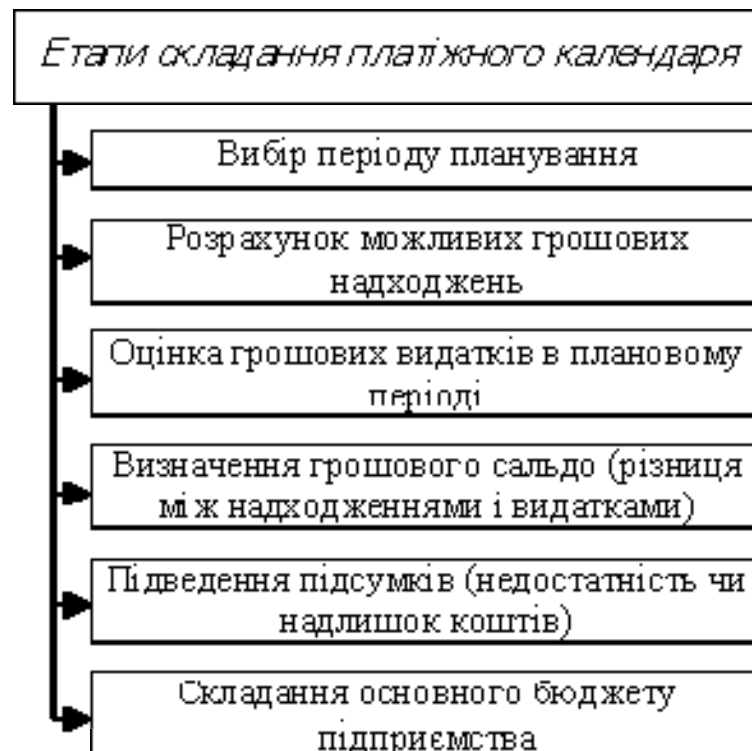 Етапи складання платіжного календаря
Вибір періоду планування
Розрахунок можливих грошових
надходжень
Оцінка грошових видатків в плановому
періоді
Визначення грошового сальдо (різниця
між надходженнями і видатками)
Підведення підсумків (недостатність чи
надлишок коштів)
Складання основного бюджету
підприємства